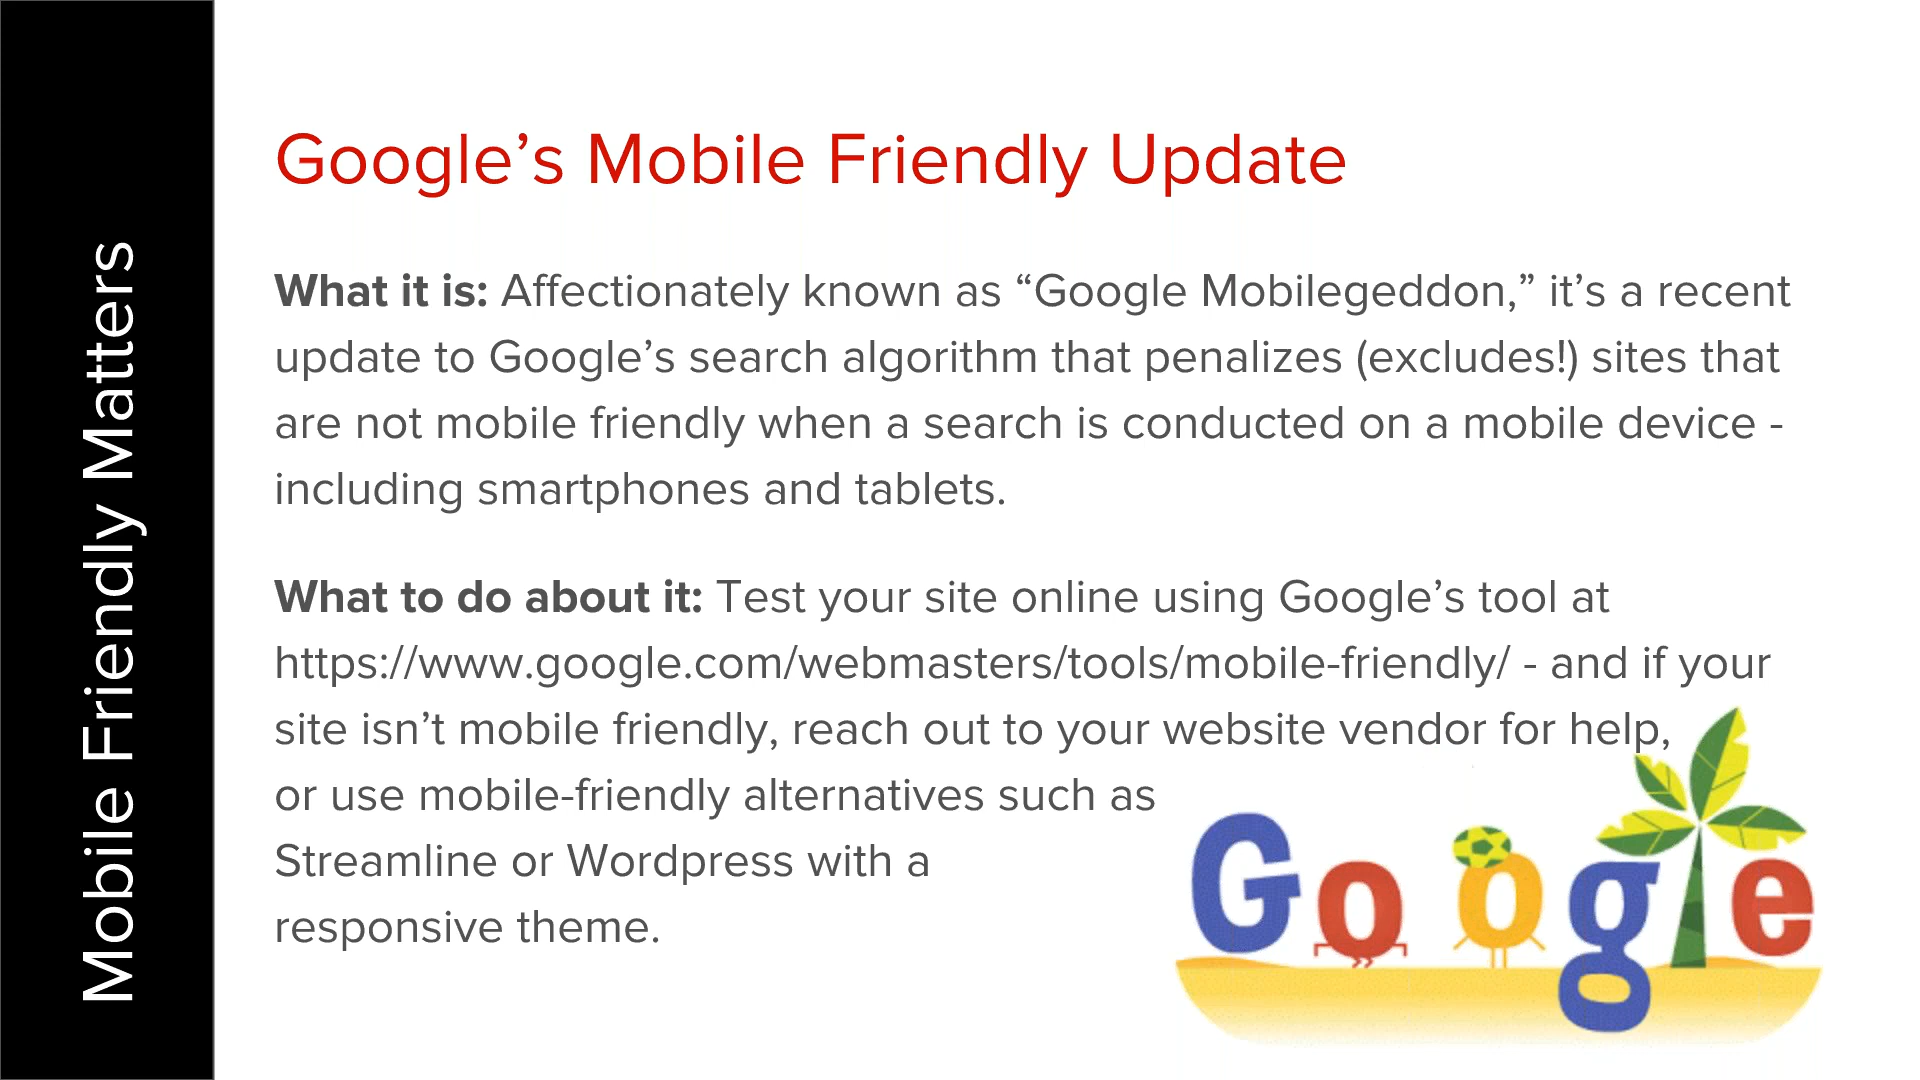 Mobile Friendly Matters
Google’s Mobile Friendly Update
What it is: Affectionately known as “Google Mobilegeddon,” it’s a recent
update to Google’s search algorithm that penalizes (excludes!) sites that
are not mobile friendly when a search is conducted on a mobile device -
including smartphones and tablets.
What to do about it: Test your site online using Google’s tool at
https://www.google.com/webmasters/tools/mobile-friendly/ - and if your
site isn’t mobile friendly, reach out to your website vendor for help,
or use mobile-friendly alternatives such as
Streamline or Wordpress with a
responsive theme.
Google